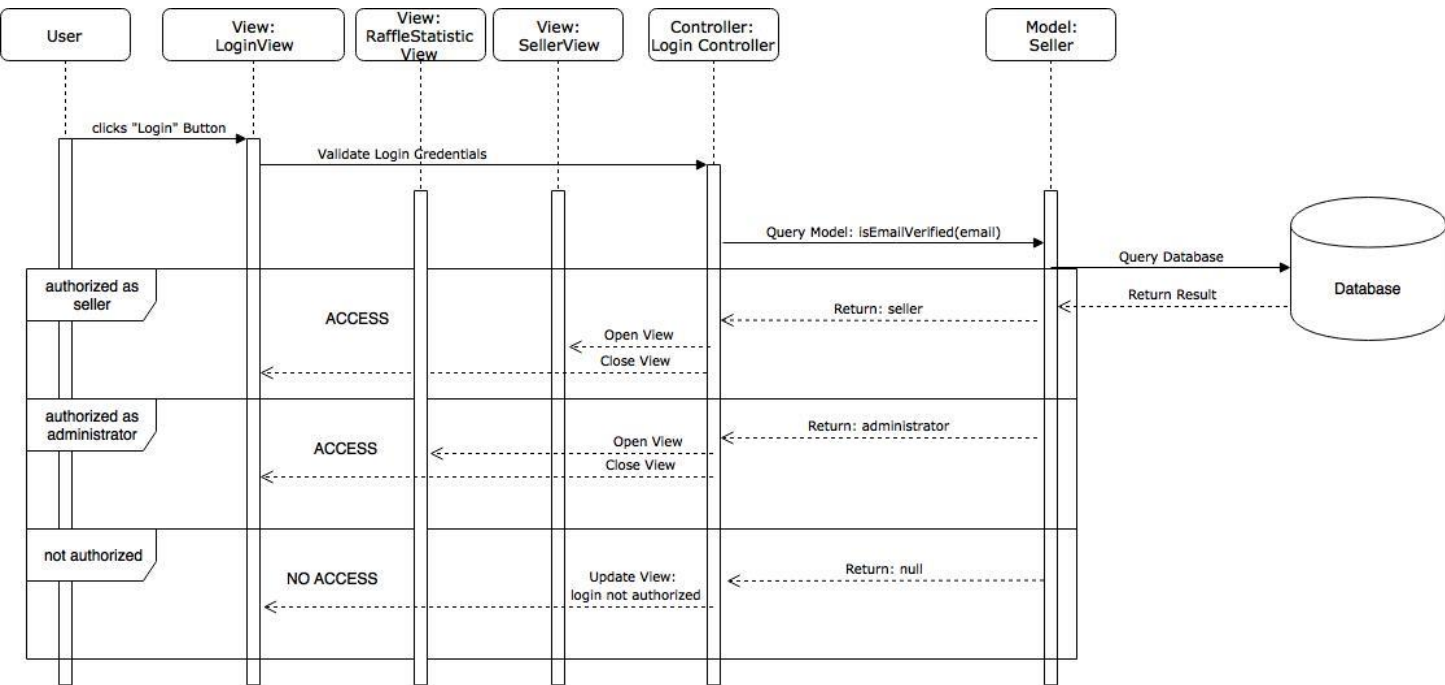 User
View:
LoginView
View:
RaffleStatistic
View
View:
SellerView
Controller:
Login Controller
Model:
Seller
clicks "Login" Button
Validate Login Credentials
Query Model: isEmailVerified(email)
Query Database
Database
Return Result
authorized as
seller
ACCESS
Return: seller
Open View
Close View
authorized as
administrator
ACCESS
Return: administrator
Open View
Close View
not authorized
NO ACCESS
Return: null
Update View:
login not authorized